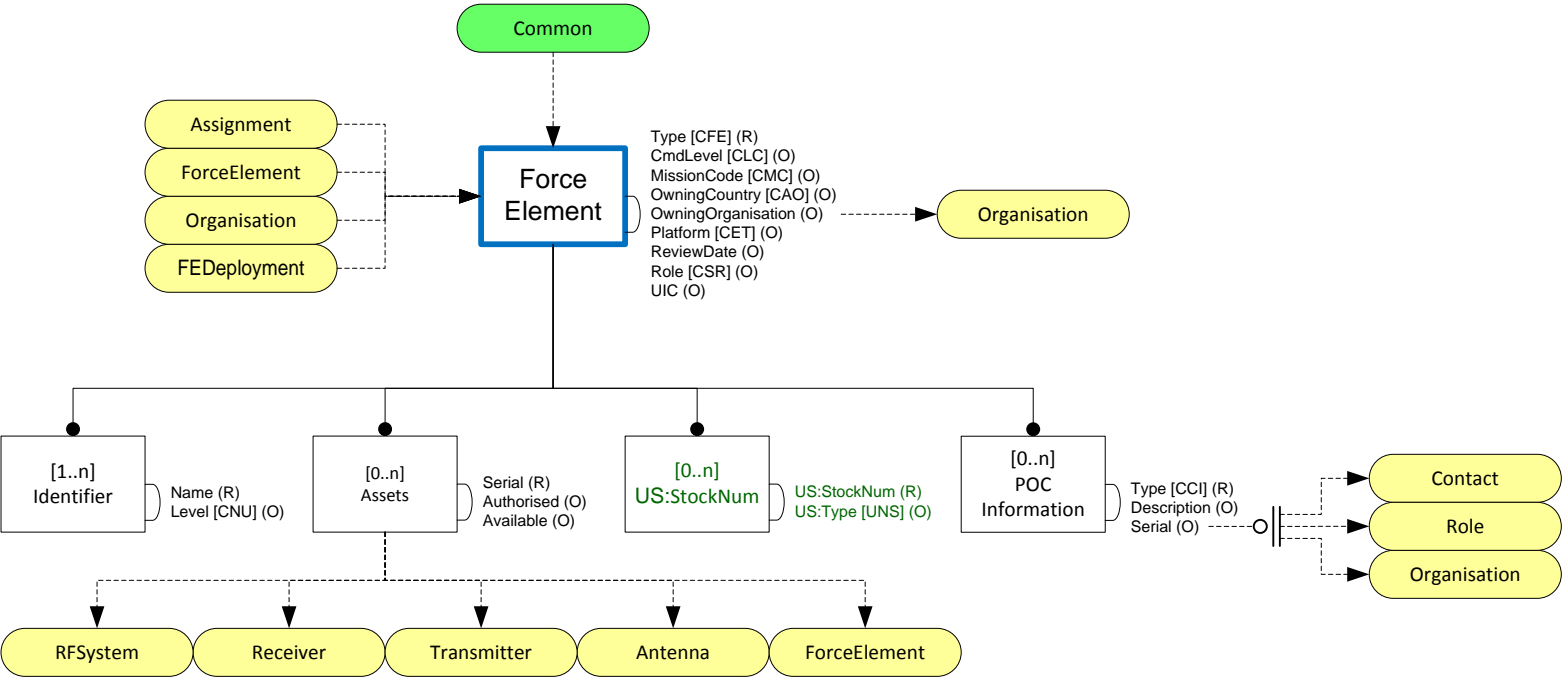 Common
Assignment
ForceElement
Organisation
FEDeployment
Force
Element
Type [CFE] (R)
CmdLevel [CLC] (O)
MissionCode [CMC] (O)
OwningCountry [CAO] (O)
OwningOrganisation (O)
Platform [CET] (O)
ReviewDate (O)
Role [CSR] (O)
UIC (O)
Organisation
[1..n]
Identifier
Name (R)
Level [CNU] (O)
[0..n]
Assets
Serial (R)
Authorised (O)
Available (O)
[0..n]
US:StockNum
US:StockNum (R)
US:Type [UNS] (O)
[0..n]
POC
Information
Type [CCI] (R)
Description (O)
Serial (O)
Contact
Role
Organisation
RFSystem
Receiver
Transmitter
Antenna
ForceElement